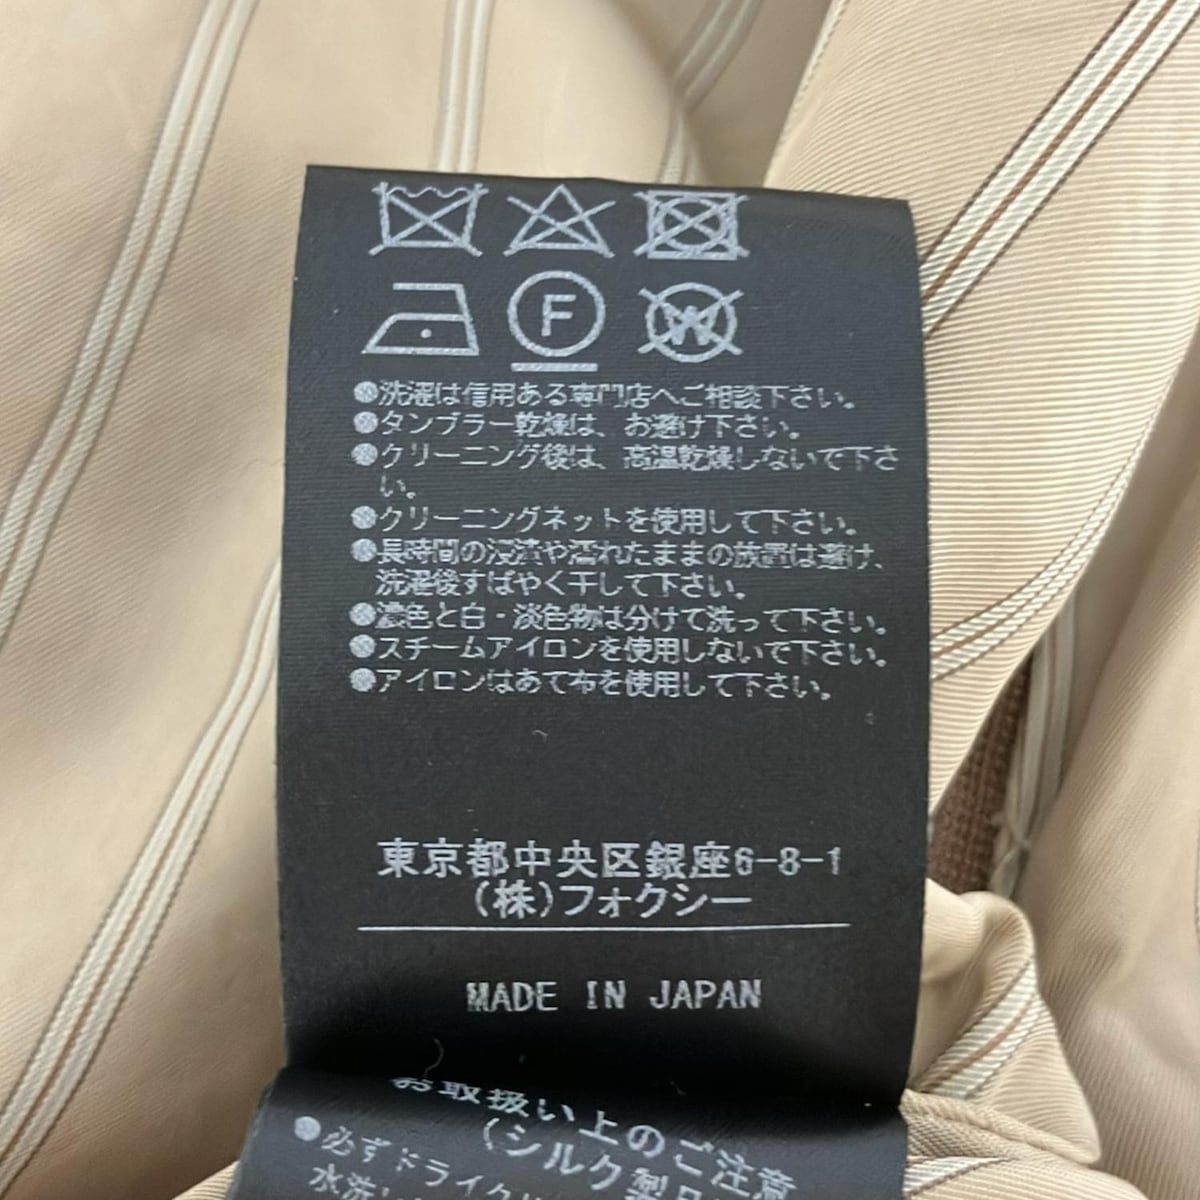 F
W
●洗濯は信用ある専門店へご相談下さい。
●タンブラー乾燥は、お避け下さい。
●クリーニング後は、高温乾燥しないで下さ
い。
●クリーニングネットを使用して下さい。
●長時間の浸漬や濡れたままの放置は避け、
洗濯後すばやく干して下さい。
●濃色と白・淡色物は分けて洗って下さい。
●スチームアイロンを使用しないで下さい。
●アイロンはあて布を使用して下さい。
東京都中央区銀座6-8-1
(株)フォクシー
MADE IN JAPAN
お取扱い上のご注意
(シルク製品
●必ずドライク
水洗い